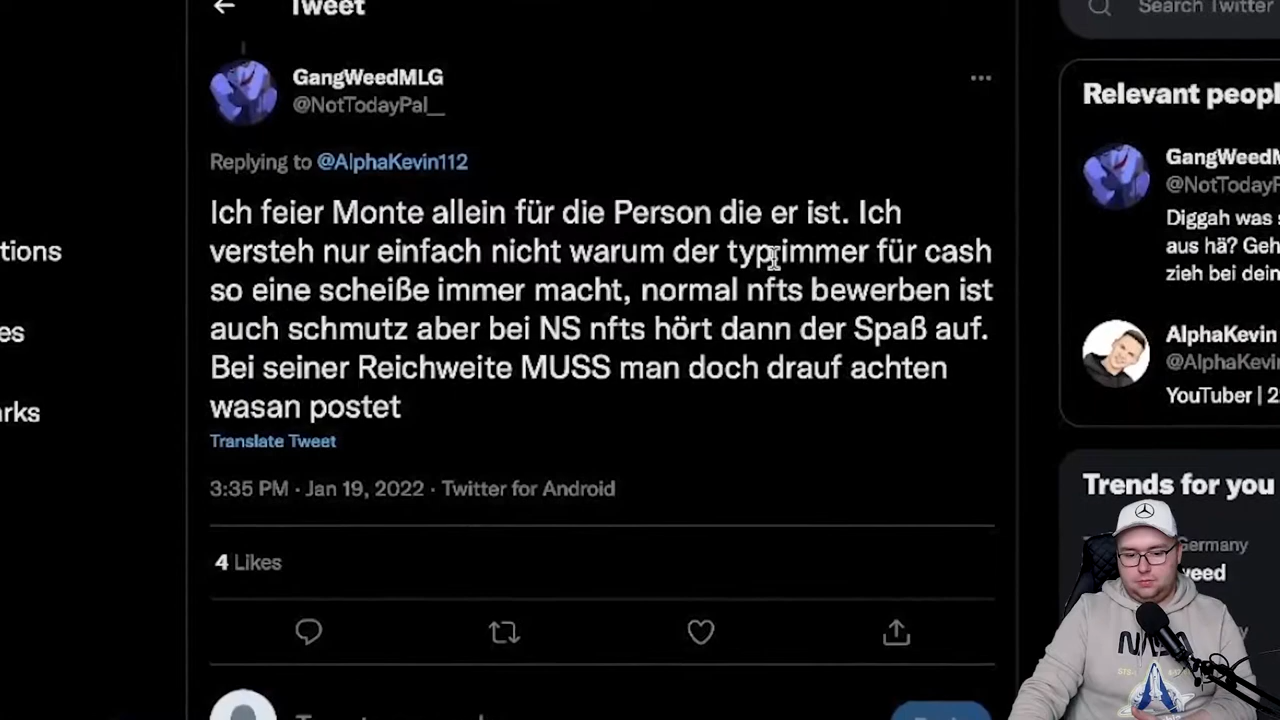 Tweet
Search Twitter
GangWeedMLG
@NotTodayPal__
Replying to @AlphaKevin112
Ich feier Monte allein für die Person die er ist. Ich
versteh nur einfach nicht warum der typ immer für cash
so eine scheiße immer macht, normal nfts bewerben ist
auch schmutz aber bei NS nfts hört dann der Spaß auf.
Bei seiner Reichweite MUSS man doch drauf achten
wasan postet
Translate Tweet
3:35 PM · Jan 19, 2022 · Twitter for Android
4 Likes
tions
es
arks
Relevant peopl
GangWeedM
@NotTodayP
Diggah was s
aus hä? Geh
zieh bei dein
AlphaKevin
@AlphaKevin
YouTuber | 2
Trends for you
Germany
weed
NASA